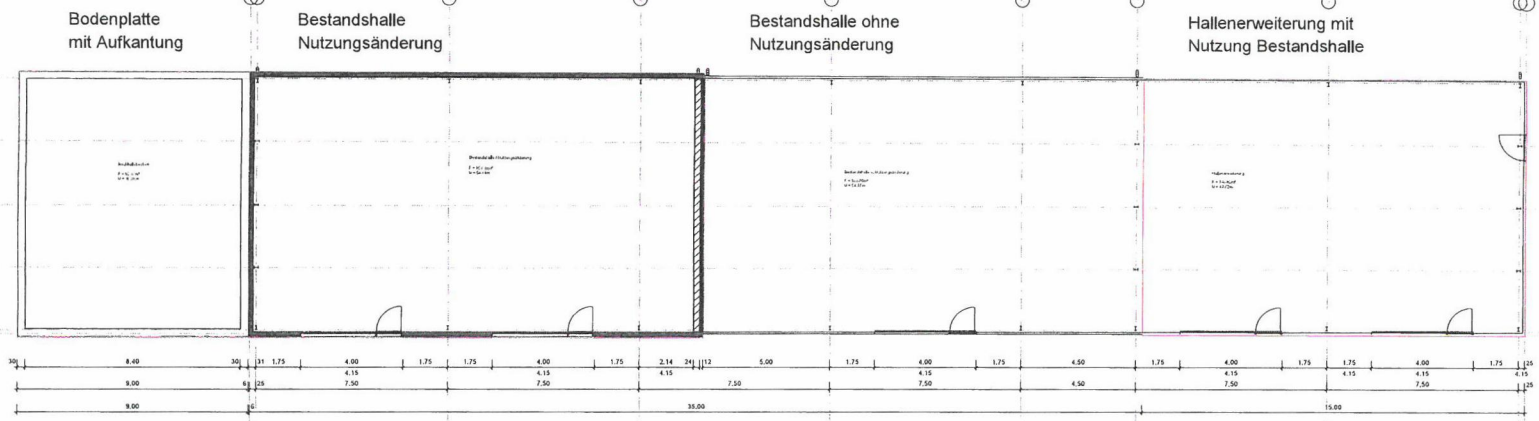 Bodenplatte
mit Aufkantung
Bestandshalle
Nutzungsänderung
Bestandshalle ohne
Nutzungsänderung
Hallenerweiterung mit
Nutzung Bestandshalle
30 8.40 30 31 1.75 4.00 1.75 1.75 4.00 1.75 2.14 24 12 5.00 1.75 4.00 1.75 4.50 1.75 4.00 1.75 1.75 4.00 1.75 25
4.15 4.15 4.15 4.15 4.15 4.15 4.15
9.00 6 25 7.50 7.50 7.50 7.50 4.50 7.50 7.50 25
9.00 6 35.00 15.00